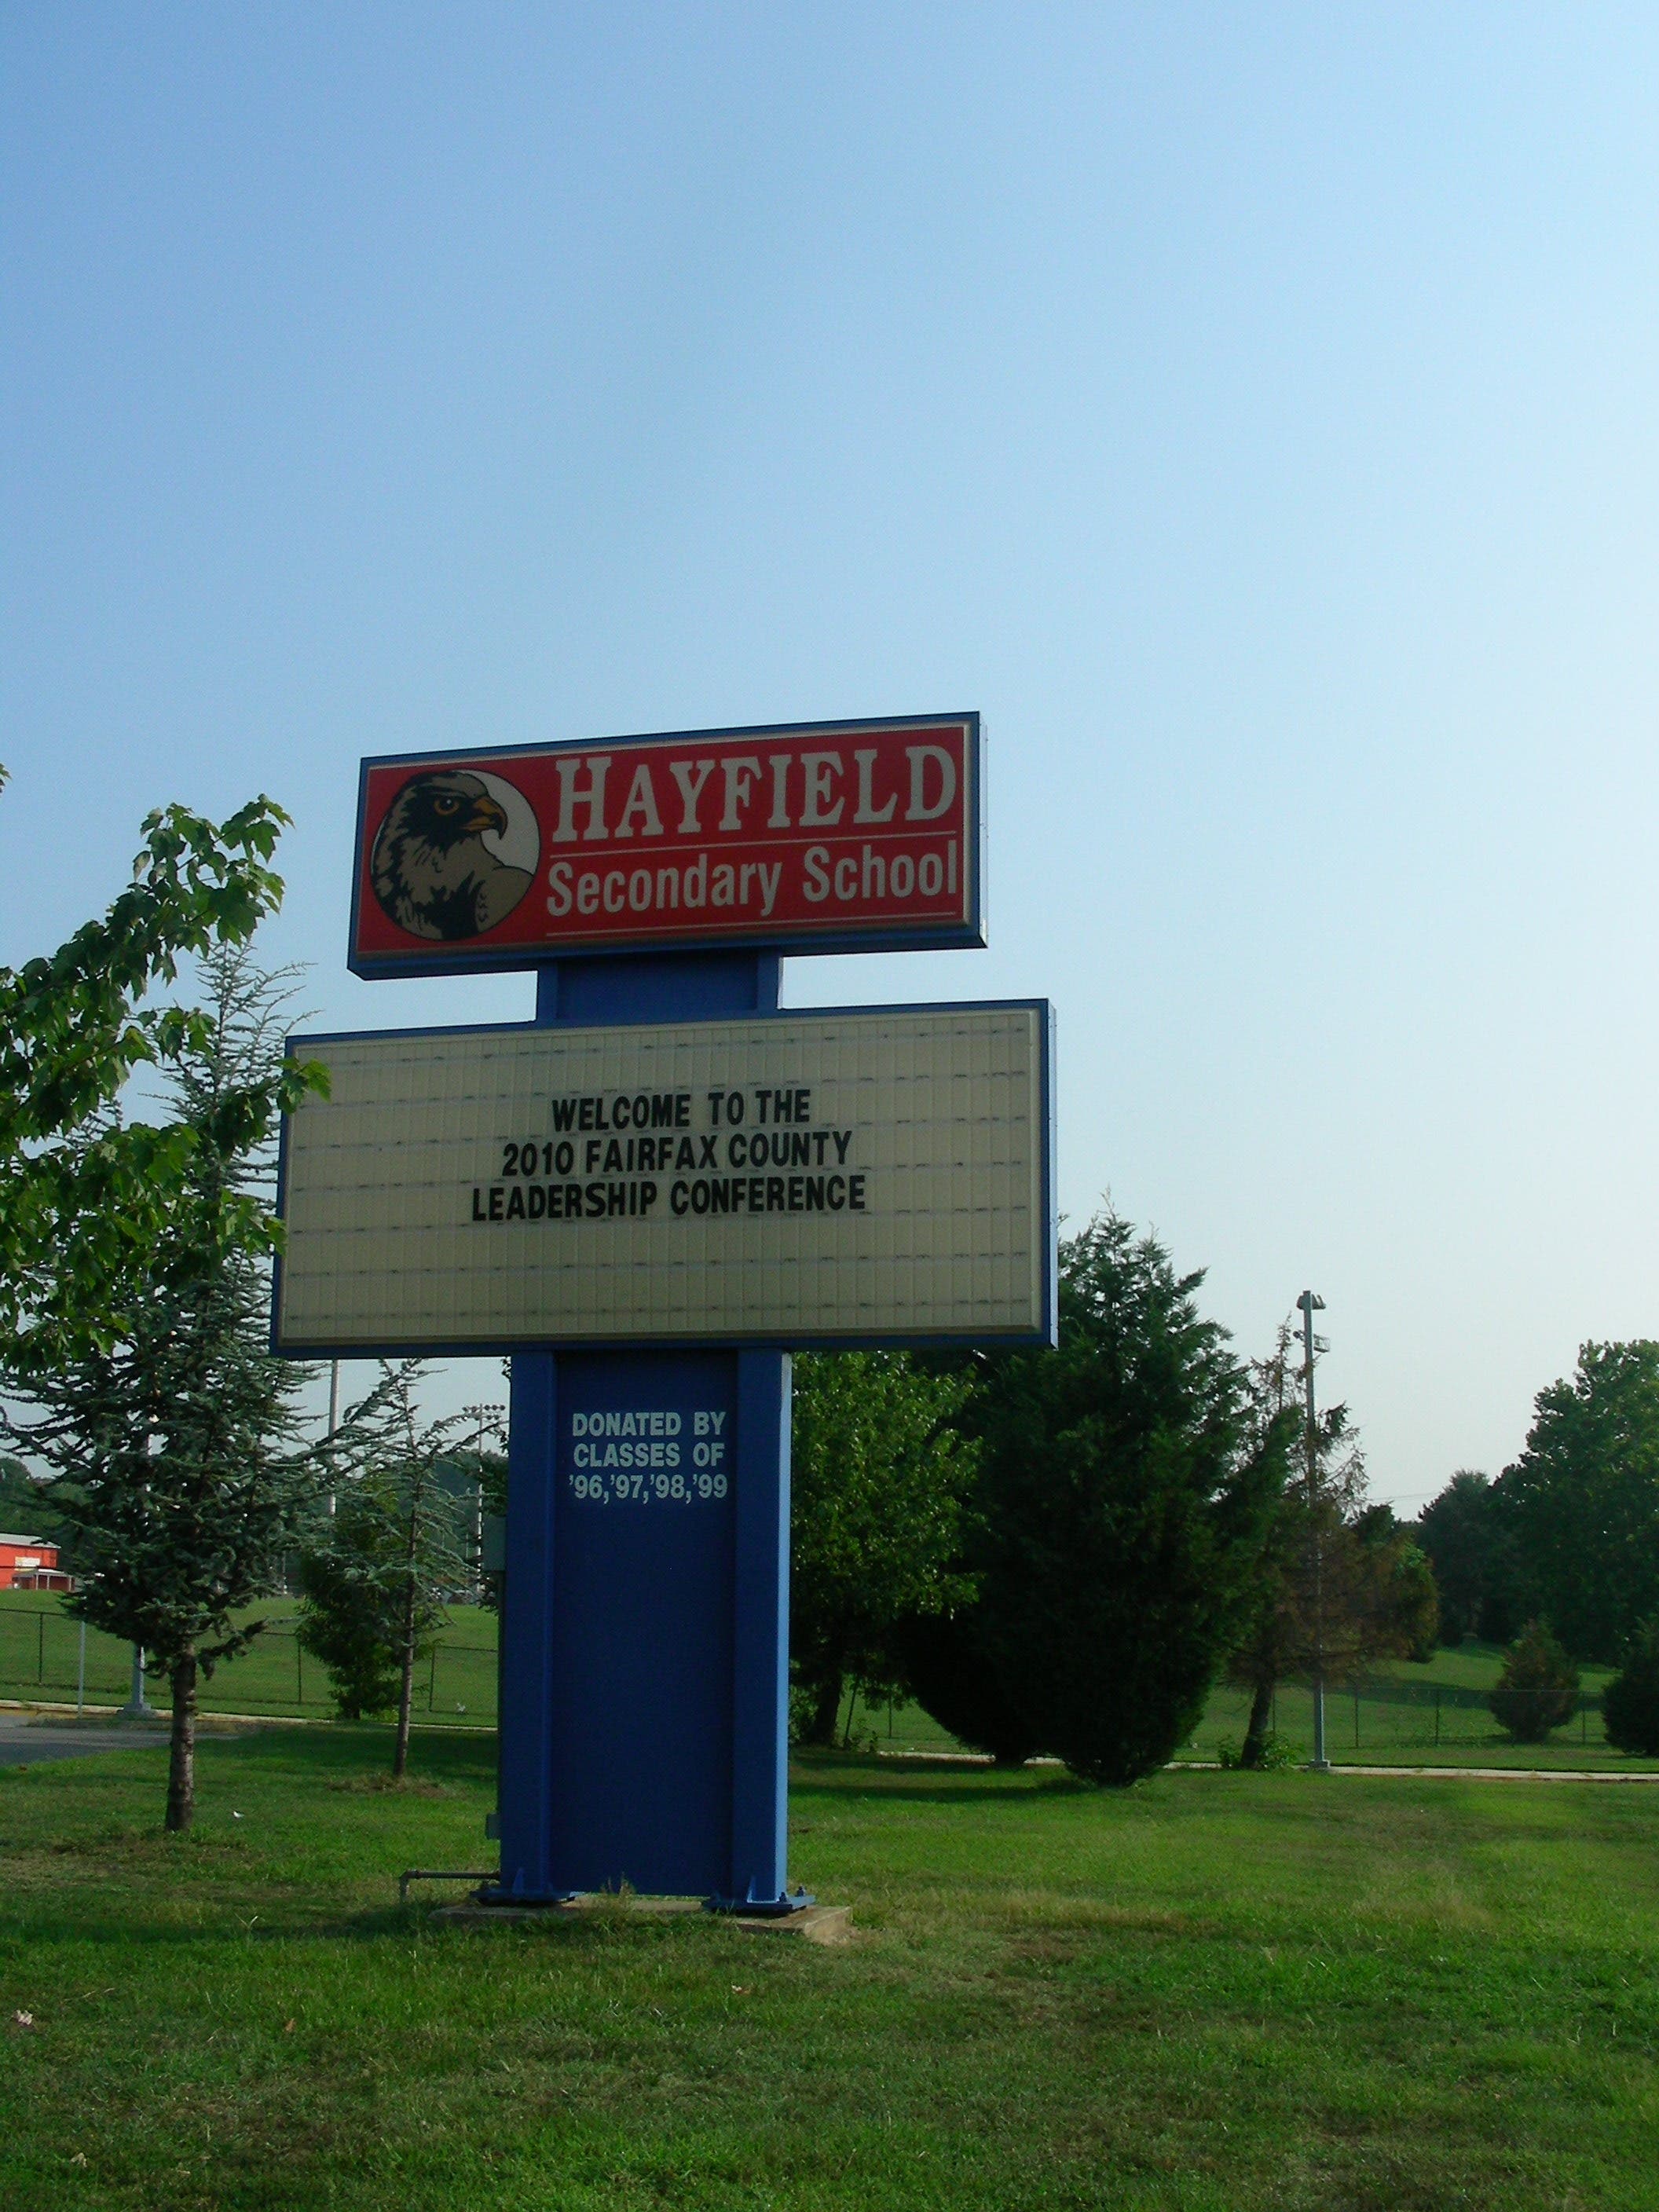 HAYFIELD
Secondary School
WELCOME TO THE
2010 FAIRFAX COUNTY
LEADERSHIP CONFERENCE
DONATED BY
CLASSES OF
'96,'97,'98,'99